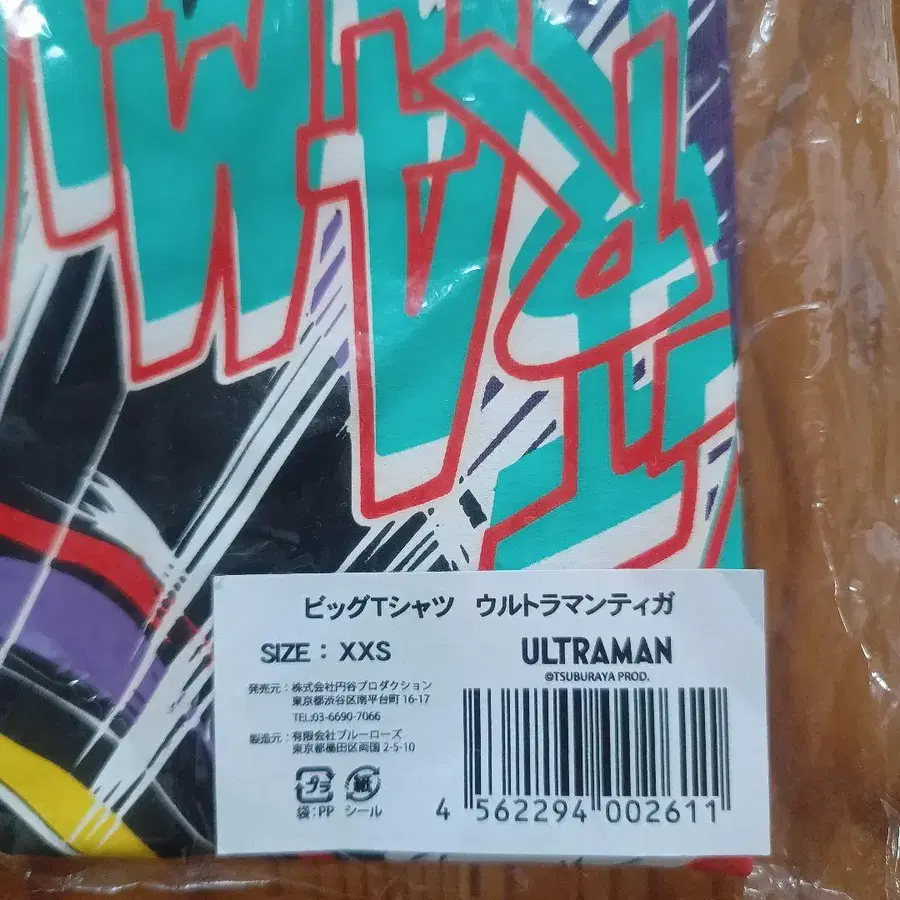 ビッグTシャツ ウルトラマンティガ
SIZE : XXS
ULTRAMAN
©TSUBURAYA PROD.
発売元 : 株式会社円谷プロダクション
東京都渋谷区南平台町 16-17
TEL:03-6690-7066
製造元 : 有限会社ブルーローズ
東京都墨田区両国 2-5-10
プラ
紙
袋:PP シール
4 562294 002611